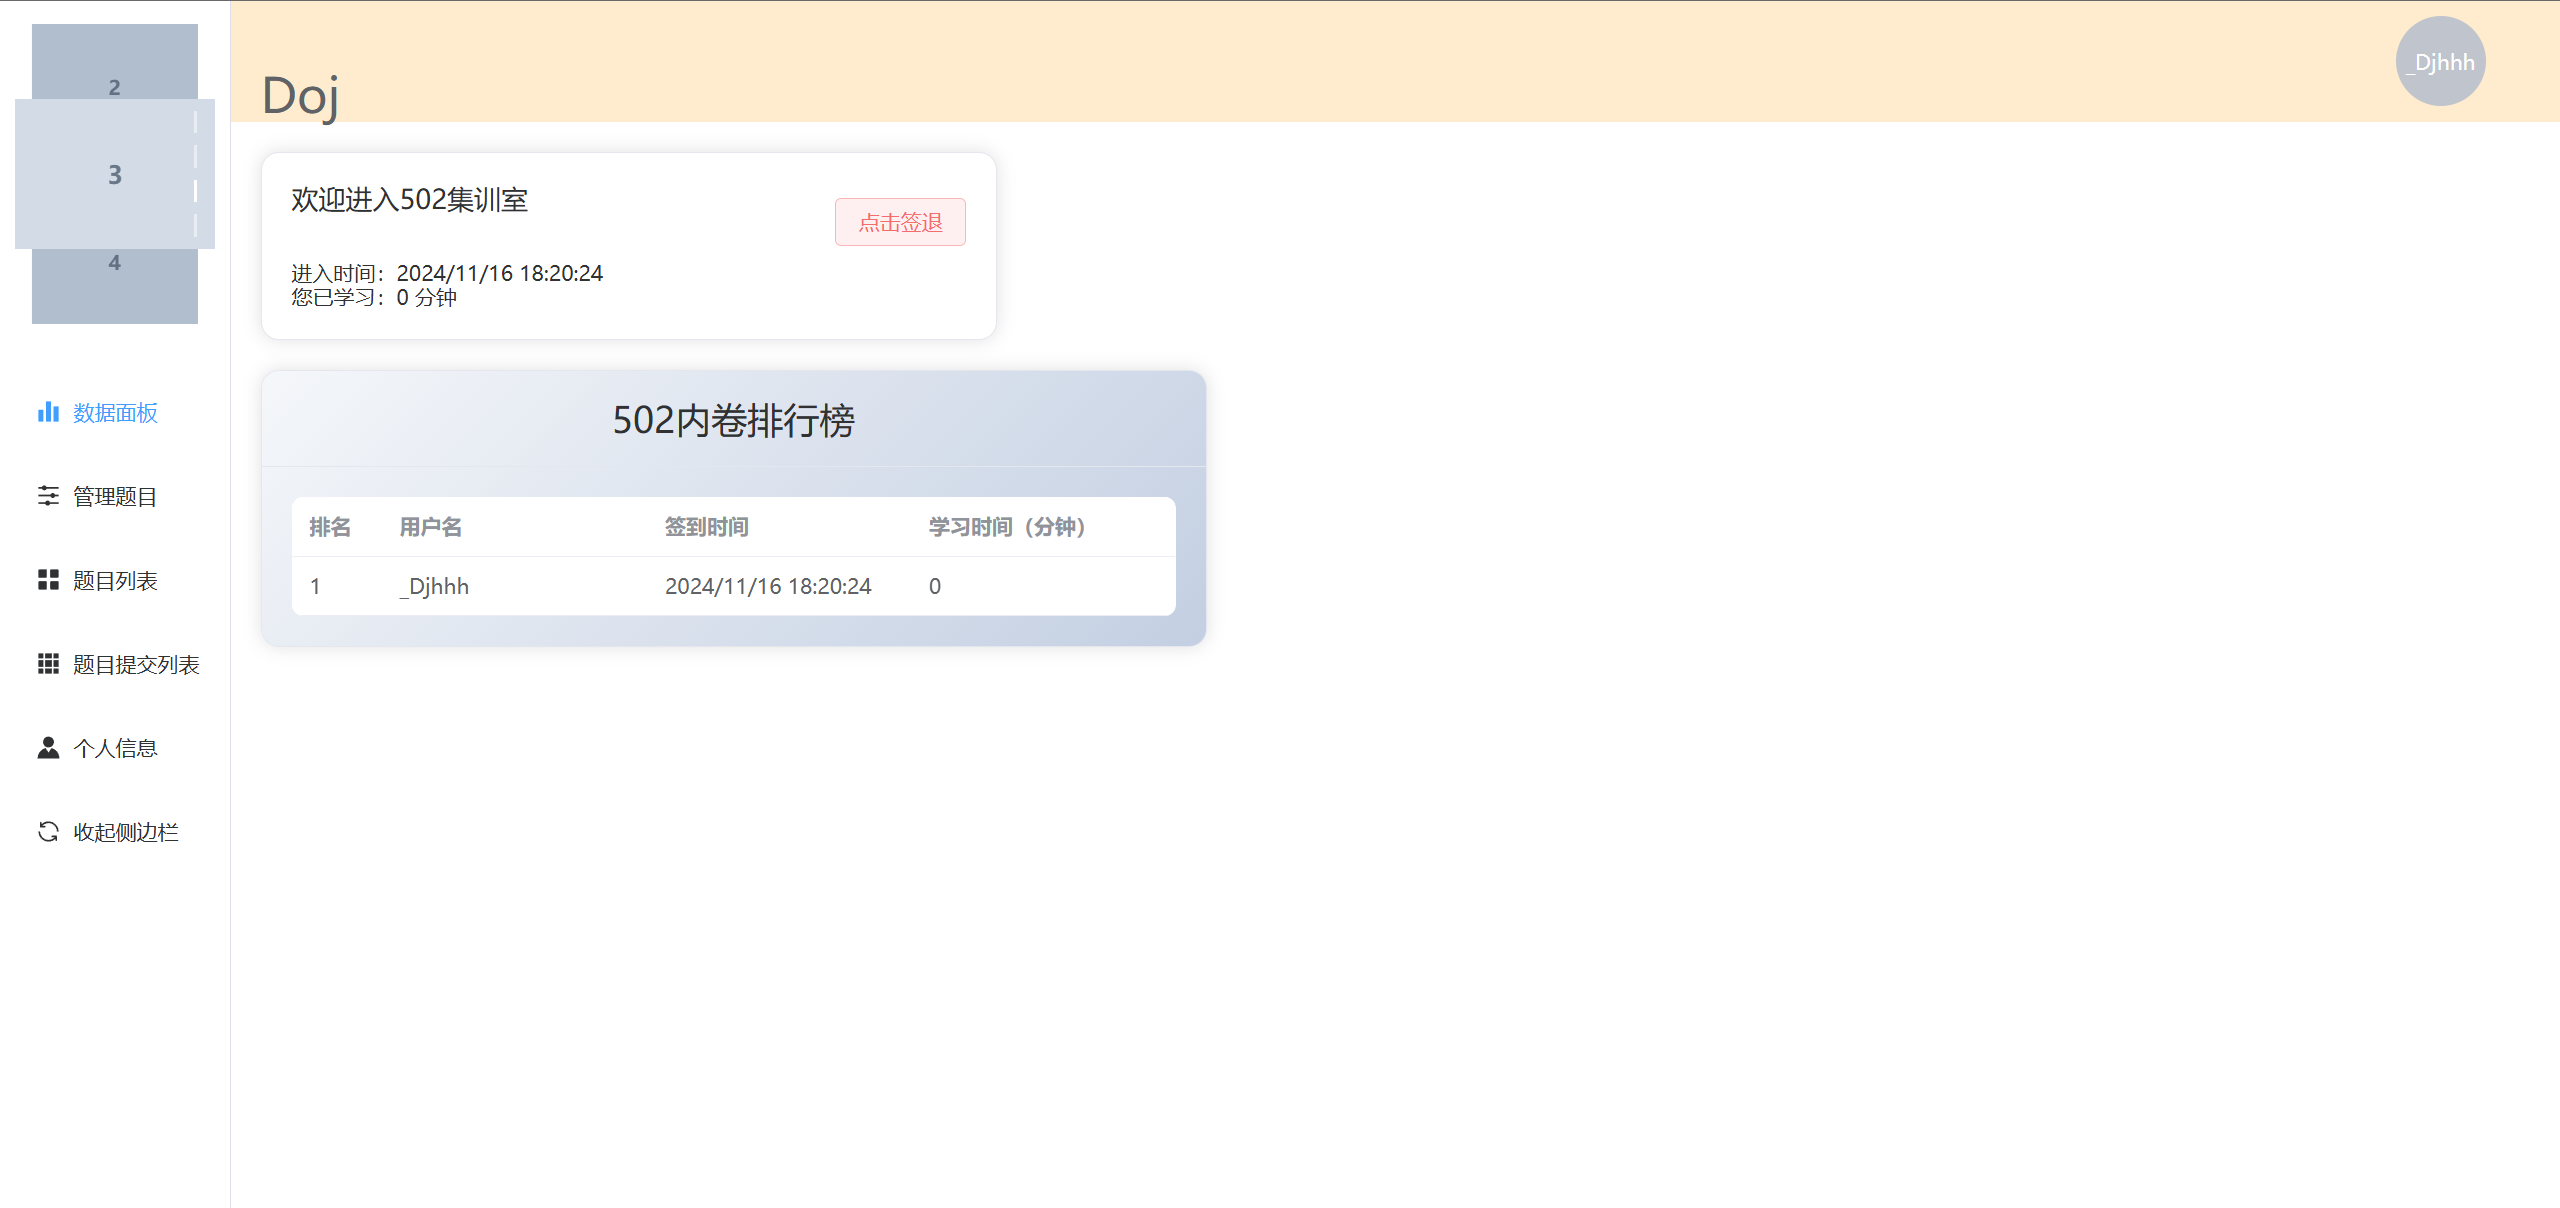 2
3
4
数据面板
管理题目
题目列表
题目提交列表
个人信息
收起侧边栏
Doj
_Djhhh
欢迎进入502集训室
点击签退
进入时间：2024/11/16 18:20:24
您已学习：0 分钟
502内卷排行榜
排名 用户名 签到时间 学习时间（分钟）
1 _Djhhh 2024/11/16 18:20:24 0